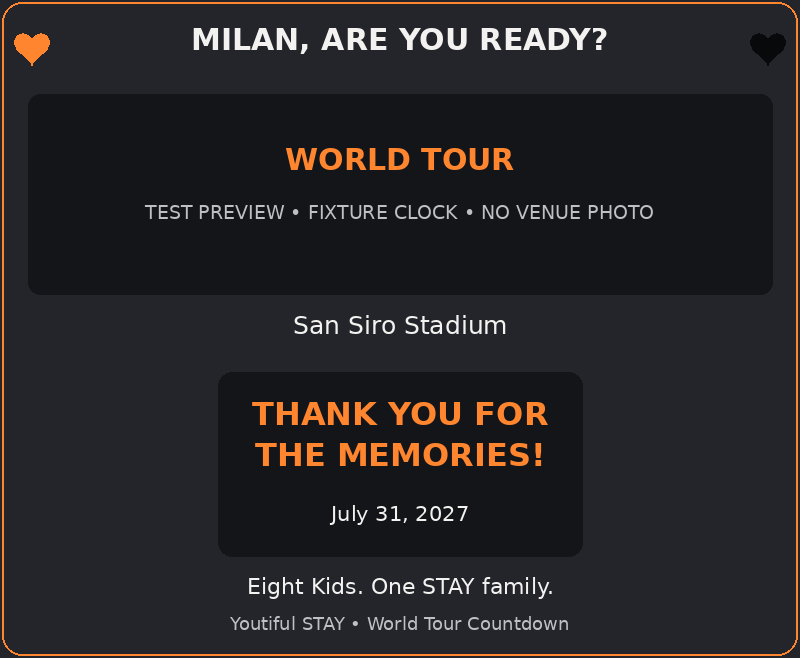 MILAN, ARE YOU READY?
WORLD TOUR
TEST PREVIEW • FIXTURE CLOCK • NO VENUE PHOTO
San Siro Stadium
THANK YOU FOR
THE MEMORIES!
July 31, 2027
Eight Kids. One STAY family.
Youtiful STAY • World Tour Countdown